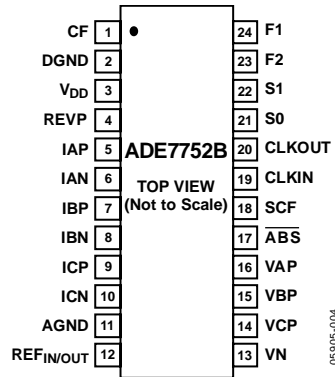 CF 1 24 F1
DGND 2 23 F2
VDD 3 22 S1
REVP 4 21 S0
IAP 5 ADE7752B 20 CLKOUT
IAN 6 TOP VIEW 19 CLKIN
IBP 7 (Not to Scale) 18 SCF
IBN 8 17 ABS
ICP 9 16 VAP
ICN 10 15 VBP
AGND 11 14 VCP
REFIN/OUT 12 13 VN
05905-004